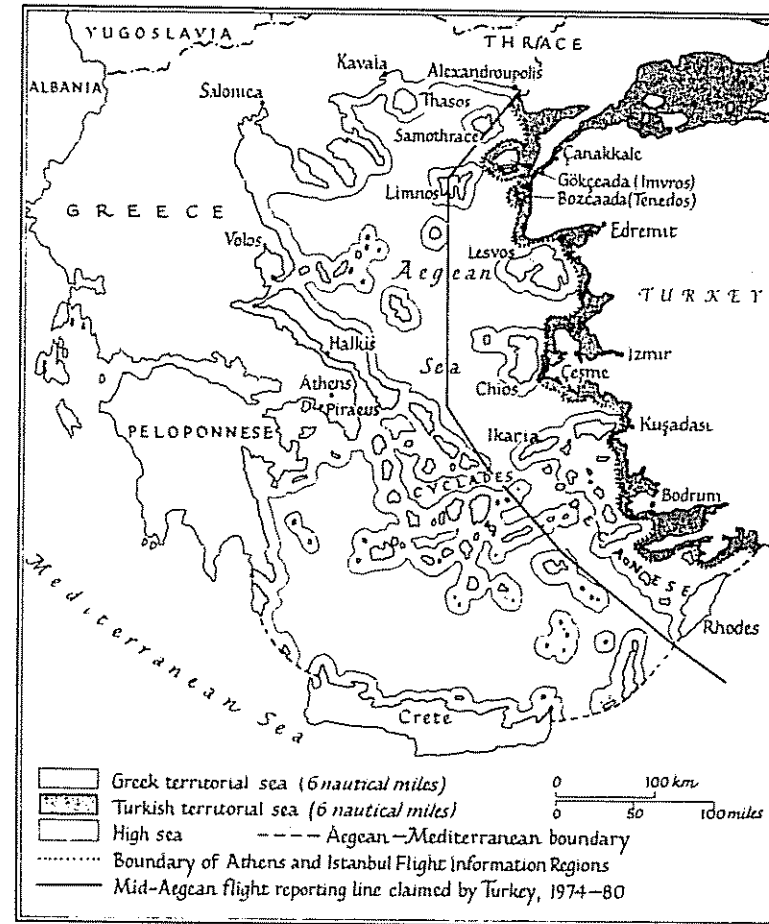 YUGOSLAVIA
THRACE
ALBANIA
Kavala
Alexandroupolis
Salonica
Thasos
Samothrace
Çanakkale
Gökçeada (Imvros)
Bozcaada (Tenedos)
Limnos
GREECE
Edremit
Volos
Lesvos
Aegean
TURKEY
Halkis
Sea
Izmir
Athens
Çeşme
Chios
Piraeus
PELOPONNESE
Ikaria
Kuşadası
CYCLADES
Bodrum
Mediterranean Sea
Rhodes
Crete
Greek territorial sea (6 nautical miles)
0 100 km
Turkish territorial sea (6 nautical miles)
0 50 100 miles
High sea
Aegean—Mediterranean boundary
Boundary of Athens and Istanbul Flight Information Regions
Mid-Aegean flight reporting line claimed by Turkey, 1974—80